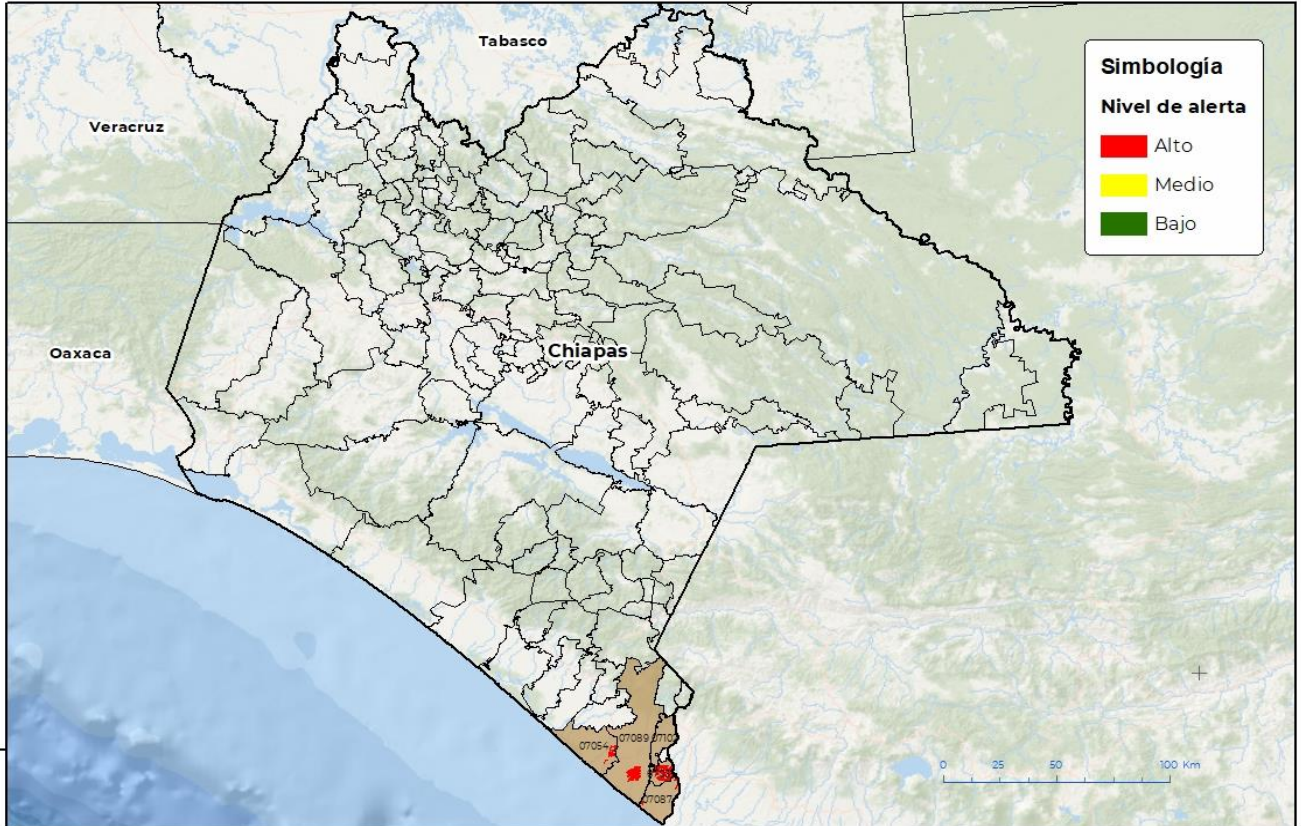 Tabasco
Simbología
Nivel de alerta
Veracruz
Alto
Medio
Bajo
Oaxaca
Chiapas
07054
07089
07102
07087
0 25 50 100 Km